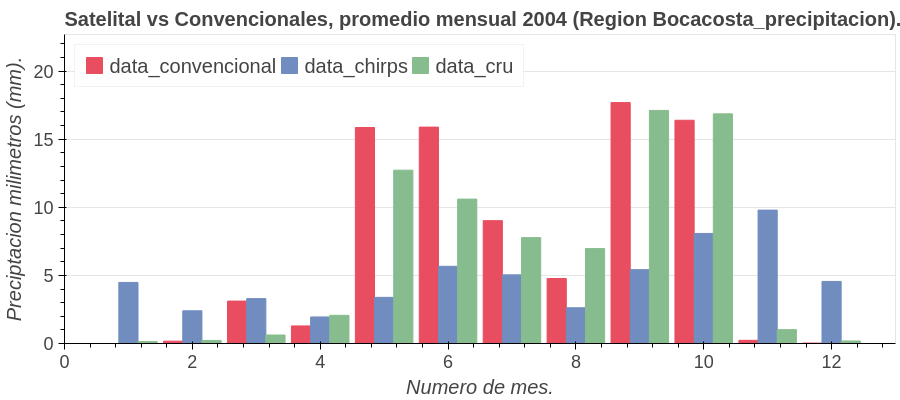 Satelital vs Convencionales, promedio mensual 2004 (Region Bocacosta_precipitacion).
data_convencional data_chirps data_cru
Preciptacion milimetros (mm).
20
15
10
5
0
0 2 4 6 8 10 12
Numero de mes.